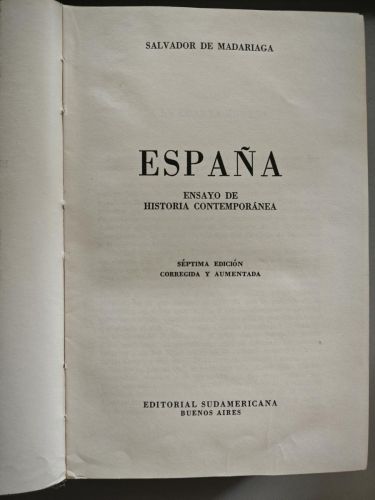 SALVADOR DE MADARIAGA
ESPAÑA
ENSAYO DE
HISTORIA CONTEMPORÁNEA
SÉPTIMA EDICIÓN
CORREGIDA Y AUMENTADA
EDITORIAL SUDAMERICANA
BUENOS AIRES